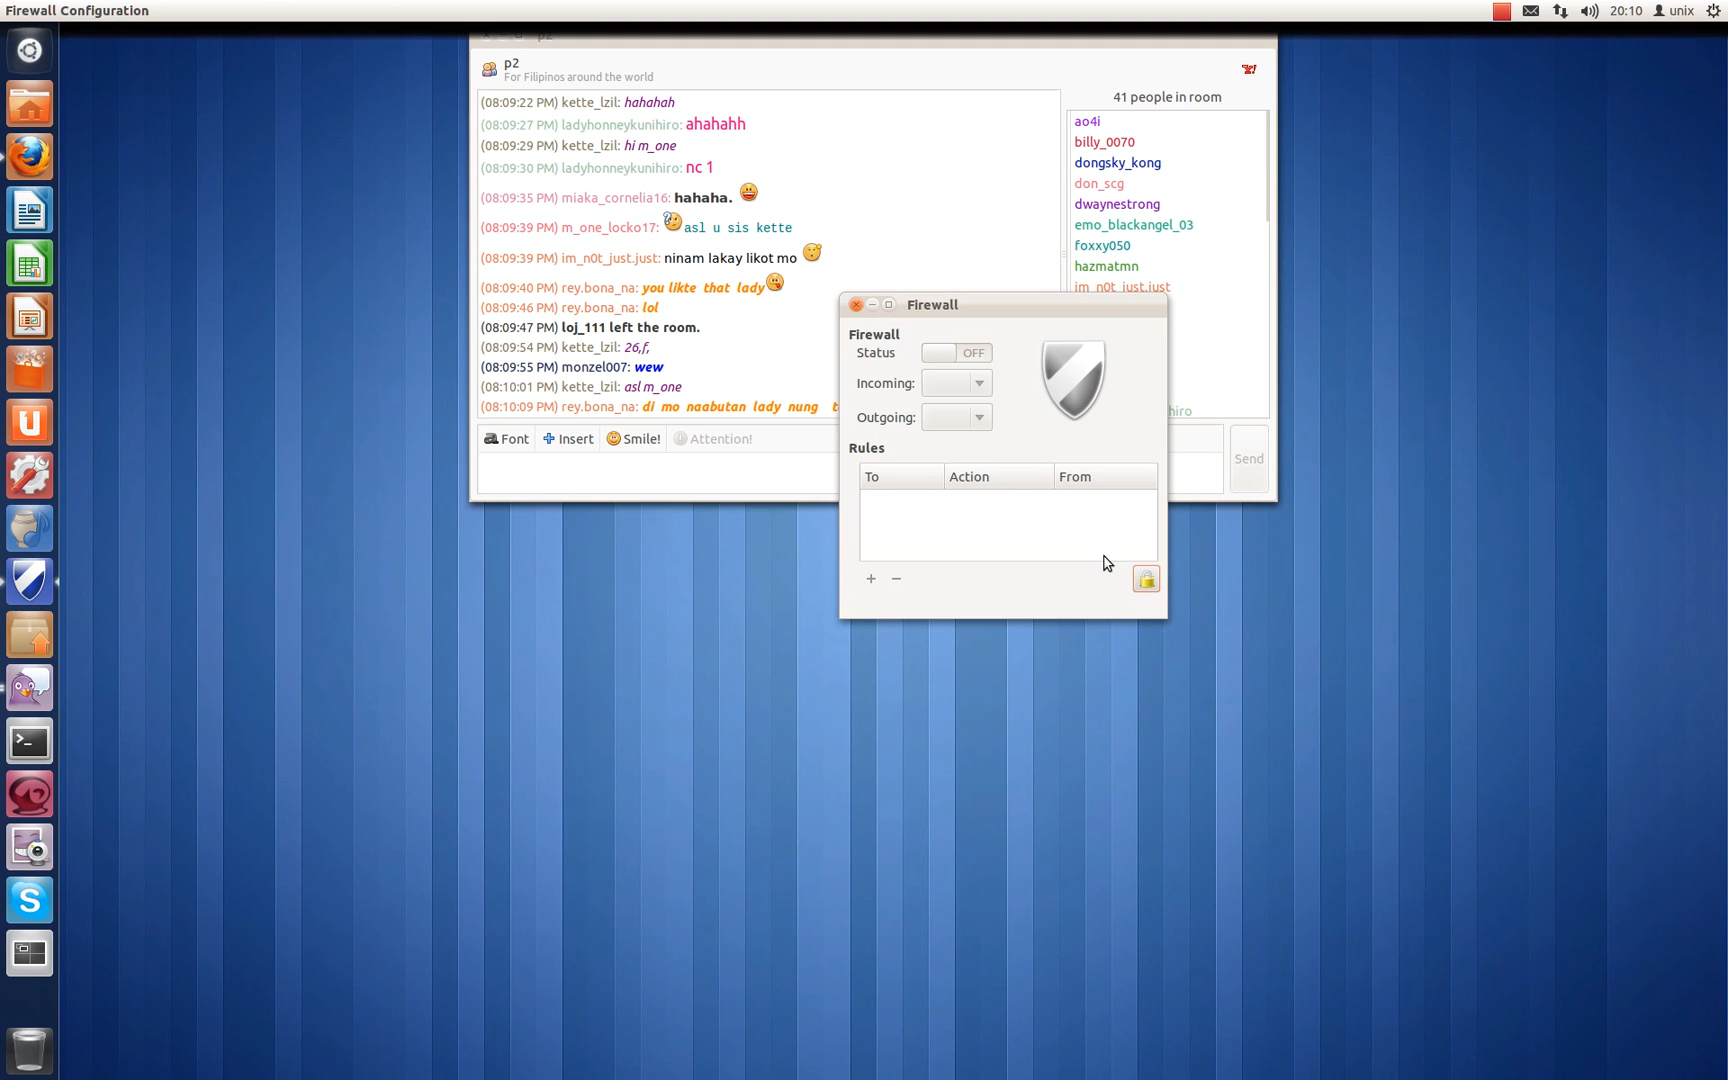 Firewall Configuration
20:10 unix
p2
p2
For Filipinos around the world
(08:09:22 PM) kette_lzil: hahahah
(08:09:27 PM) ladyhonneykunihiro: ahahahh
(08:09:29 PM) kette_lzil: hi m_one
(08:09:30 PM) ladyhonneykunihiro: nc 1
(08:09:35 PM) miaka_cornelia16: hahaha.
(08:09:39 PM) m_one_locko17: asl u sis kette
(08:09:39 PM) im_n0t_just.just: ninam lakay likot mo
(08:09:40 PM) rey.bona_na: you likte that lady
(08:09:46 PM) rey.bona_na: lol
(08:09:47 PM) loj_111 left the room.
(08:09:54 PM) kette_lzil: 26,f,
(08:09:55 PM) monzel007: wew
(08:10:01 PM) kette_lzil: asl m_one
(08:10:09 PM) rey.bona_na: di mo naabutan lady nung
Font Insert Smile! Attention!
Send
41 people in room
ao4i
billy_0070
dongsky_kong
don_scg
dwaynestrong
emo_blackangel_03
foxxy050
hazmatmn
im_n0t_just.just
hiro
Firewall
Firewall
Status OFF
Incoming:
Outgoing:
Rules
To Action From